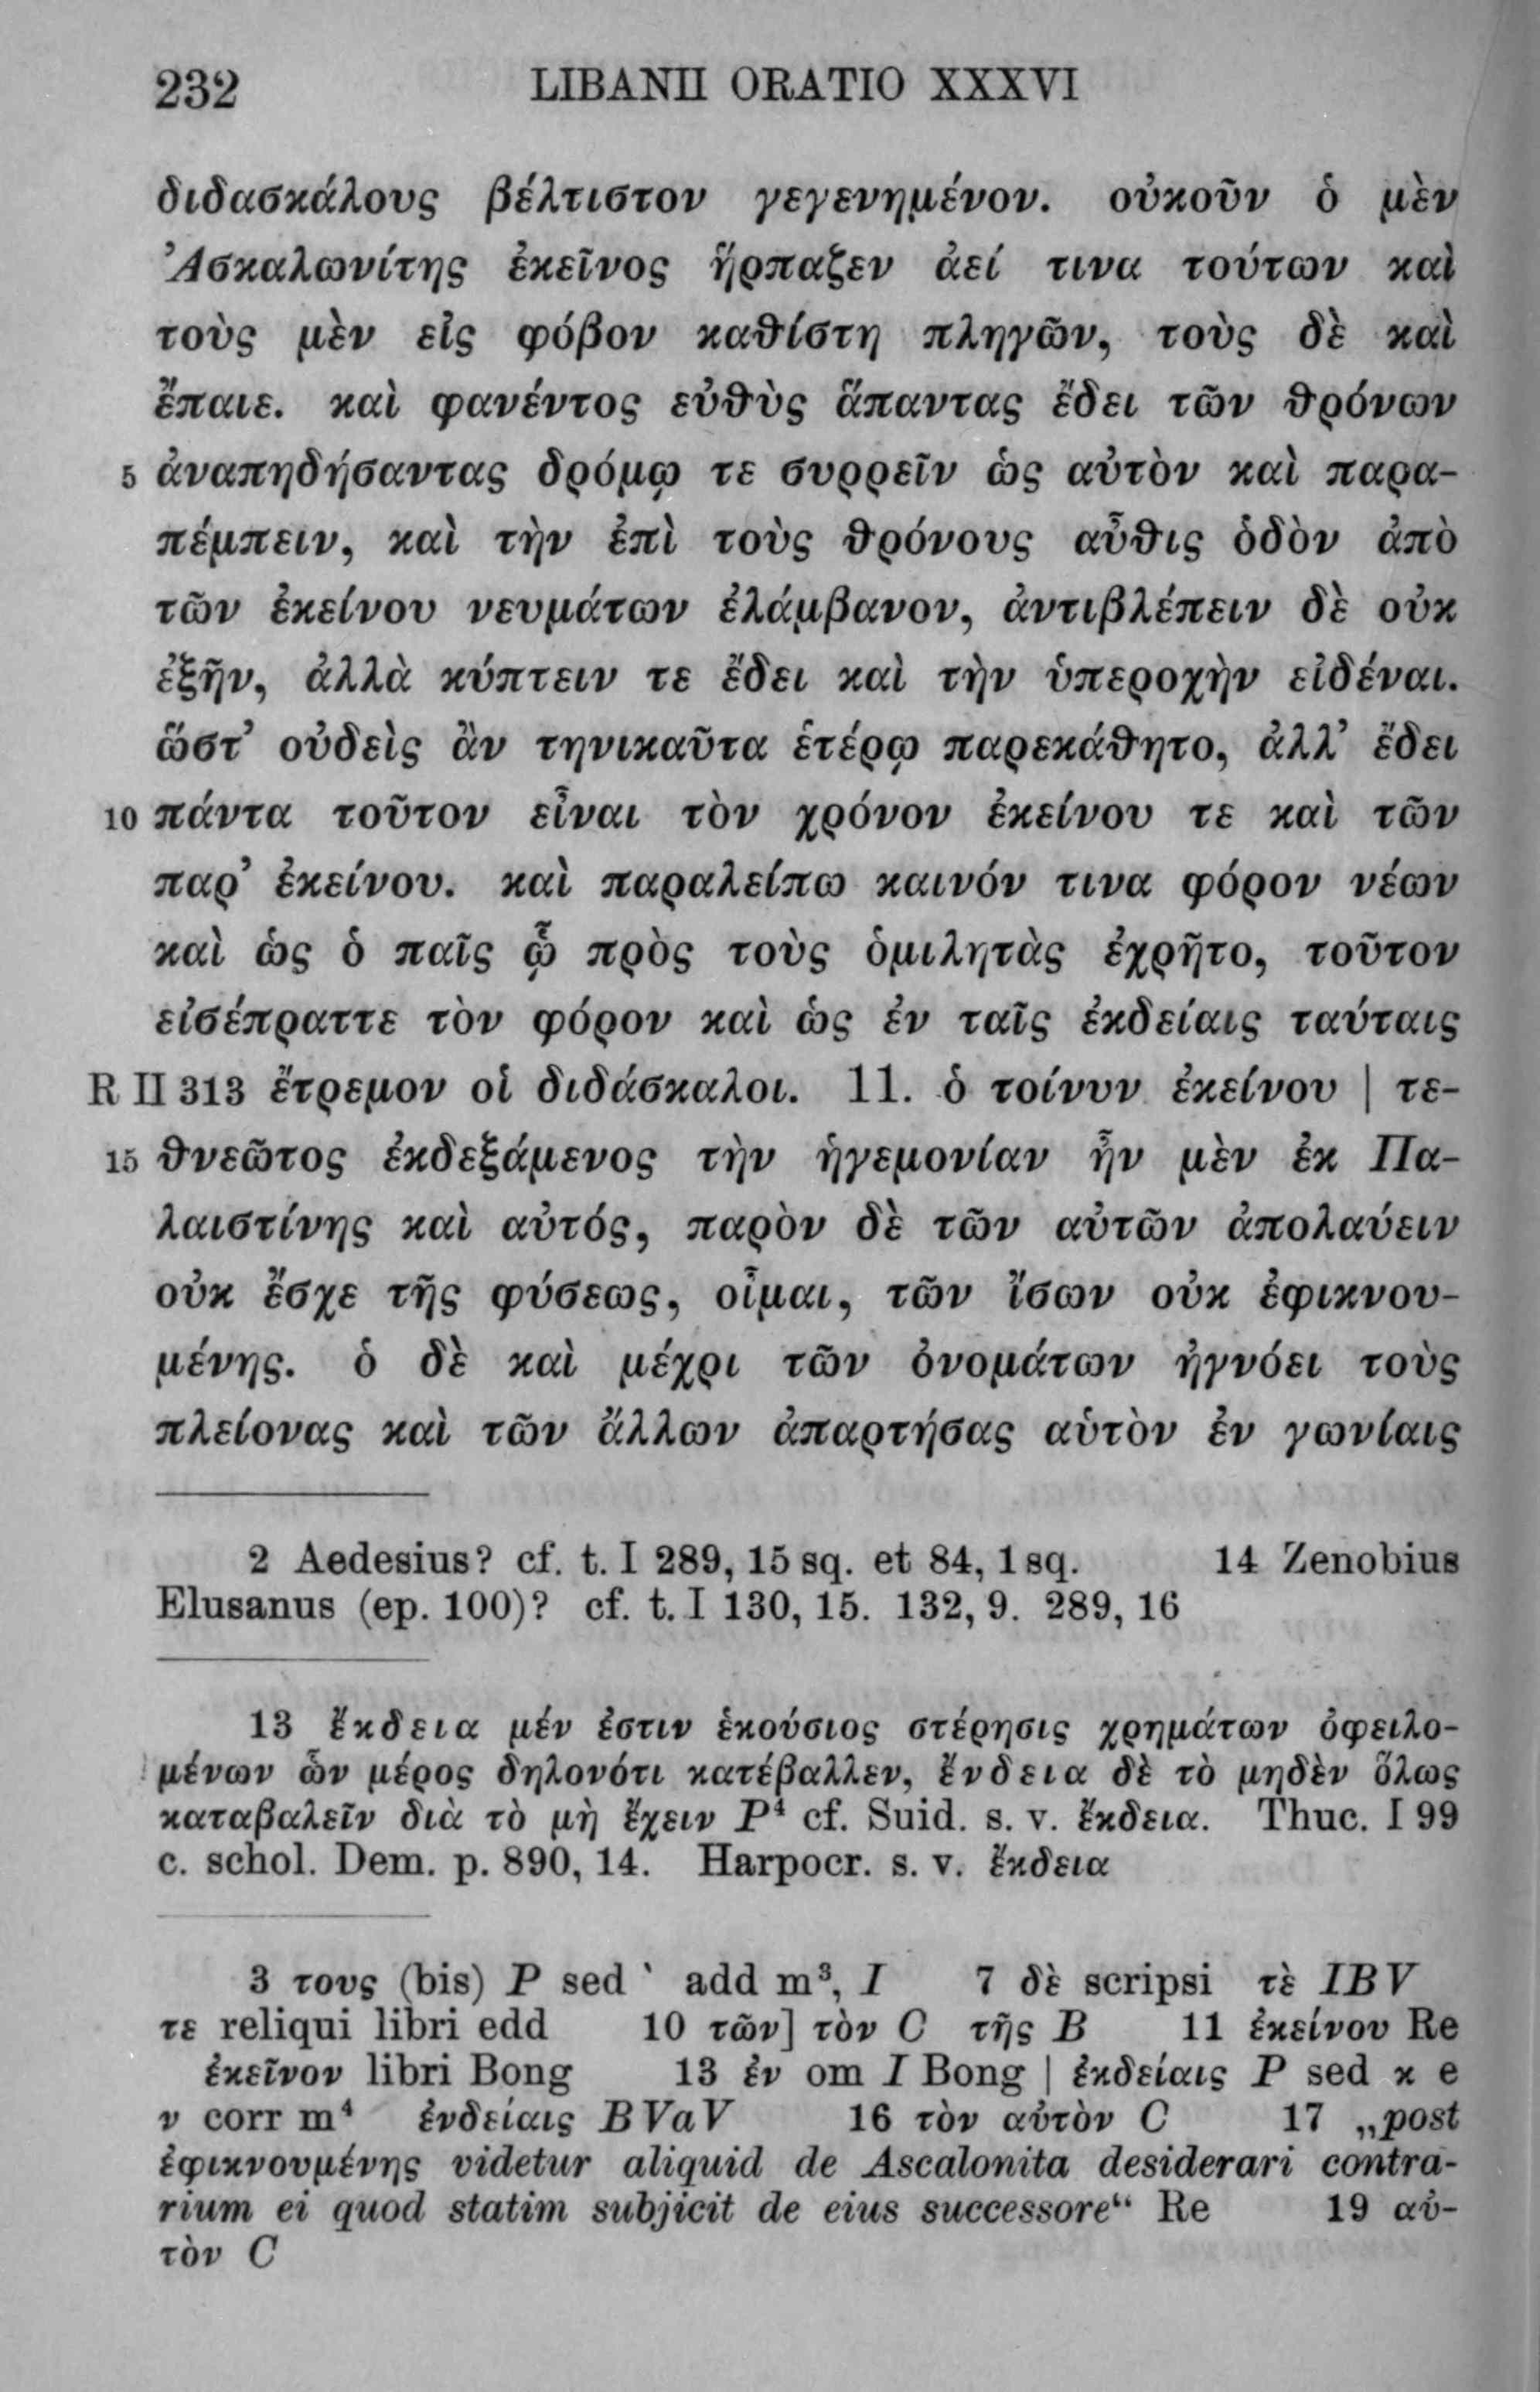 232 LIBANII ORATIO XXXVI
διδασκάλους βέλτιστον γεγενημένον. οὐκοῦν ὁ μὲν
Ἀσκαλωνίτης ἐκεῖνος ἥρπαζεν ἀεί τινα τούτων καὶ
τοὺς μὲν εἰς φόβον καθίστη πληγῶν, τοὺς δὲ καὶ
ἔπαιε. καὶ φανέντος εὐθὺς ἅπαντας ἔδει τῶν θρόνων
5 ἀναπηδήσαντας δρόμῳ τε συρρεῖν ὡς αὐτὸν καὶ παρα-
πέμπειν, καὶ τὴν ἐπὶ τοὺς θρόνους αὖθις ὁδὸν ἀπὸ
τῶν ἐκείνου νευμάτων ἐλάμβανον, ἀντιβλέπειν δὲ οὐκ
ἐξῆν, ἀλλὰ κύπτειν τε ἔδει καὶ τὴν ὑπεροχὴν εἰδέναι.
ὥστ’ οὐδεὶς ἂν τηνικαῦτα ἑτέρῳ παρεκάθητο, ἀλλ’ ἔδει
10 πάντα τοῦτον εἶναι τὸν χρόνον ἐκείνου τε καὶ τῶν
παρ’ ἐκείνου. καὶ παραλείπω καινόν τινα φόρον νέων
καὶ ὡς ὁ παῖς ᾧ πρὸς τοὺς ὁμιλητὰς ἐχρῆτο, τοῦτον
εἰσέπραττε τὸν φόρον καὶ ὡς ἐν ταῖς ἐκδείαις ταύταις
R II 313 ἔτρεμον οἱ διδάσκαλοι. 11. ὁ τοίνυν ἐκείνου | τε-
15 θνεῶτος ἐκδεξάμενος τὴν ἡγεμονίαν ἦν μὲν ἐκ Πα-
λαιστίνης καὶ αὐτός, παρὸν δὲ τῶν αὐτῶν ἀπολαύειν
οὐκ ἔσχε τῆς φύσεως, οἶμαι, τῶν ἴσων οὐκ ἐφικνου-
μένης. ὁ δὲ καὶ μέχρι τῶν ὀνομάτων ἠγνόει τοὺς
πλείονας καὶ τῶν ἄλλων ἀπαρτήσας αὑτὸν ἐν γωνίαις
2 Aedesius? cf. t. I 289, 15 sq. et 84, 1 sq. 14 Zenobius
Elusanus (ep. 100)? cf. t. I 130, 15. 132, 9. 289, 16
13 ἔκδεια μέν ἐστιν ἑκούσιος στέρησις χρημάτων ὀφειλο-
μένων ὧν μέρος δηλονότι κατέβαλλεν, ἔνδεια δὲ τὸ μηδὲν ὅλως
καταβαλεῖν διὰ τὸ μὴ ἔχειν P⁴ cf. Suid. s. v. ἔκδεια. Thuc. I 99
c. schol. Dem. p. 890, 14. Harpocr. s. v. ἔκδεια
3 τους (bis) P sed ` add m³, I 7 δὲ scripsi τὲ IBV
τε reliqui libri edd 10 τῶν] τὸν C τῆς B 11 ἐκείνου Re
ἐκεῖνον libri Bong 13 ἐν om I Bong | ἐκδείαις P sed κ e
ν corr m⁴ ἐνδείαις BVaV 16 τὸν αὐτὸν C 17 „post
ἐφικνουμένης videtur aliquid de Ascalonita desiderari contra-
rium ei quod statim subjicit de eius successore“ Re 19 αὐ-
τὸν C